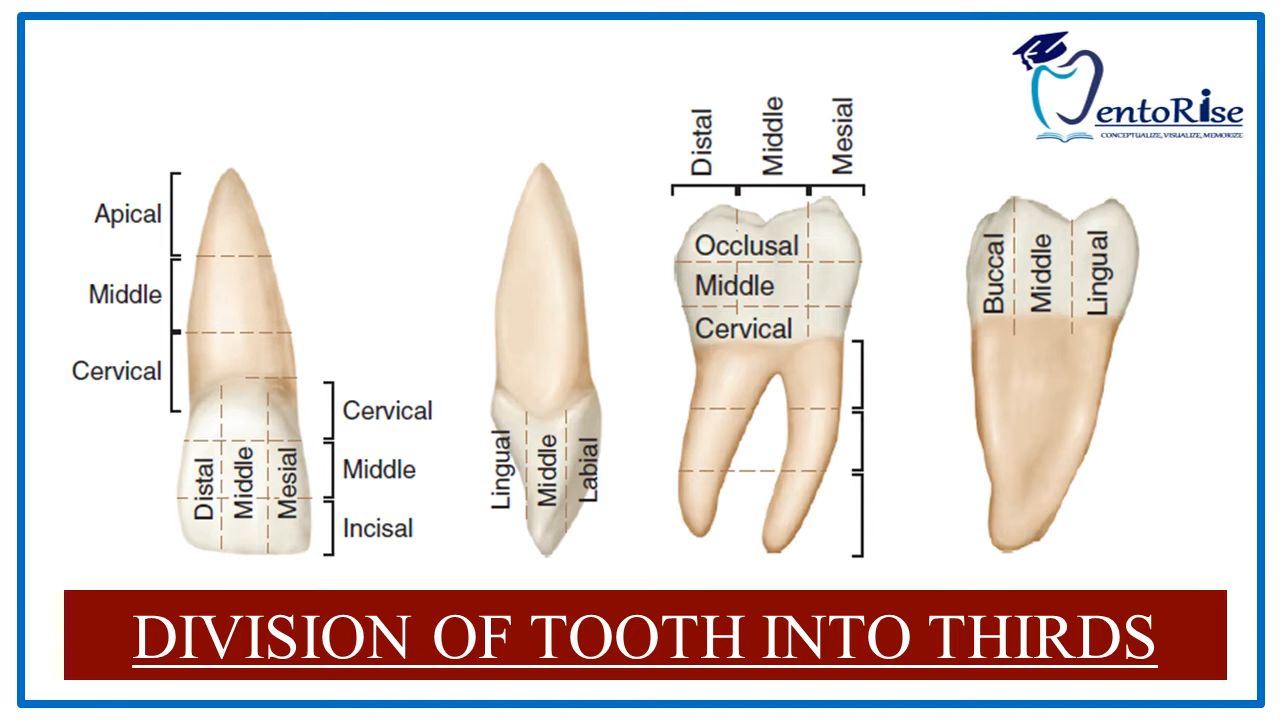 entoRise
CONCEPTUALIZE, VISUALIZE, MEMORIZE
Apical
Middle
Cervical
Cervical
Middle
Incisal
Distal
Middle
Mesial
Lingual
Middle
Labial
Distal
Middle
Mesial
Occlusal
Middle
Cervical
Buccal
Middle
Lingual
DIVISION OF TOOTH INTO THIRDS